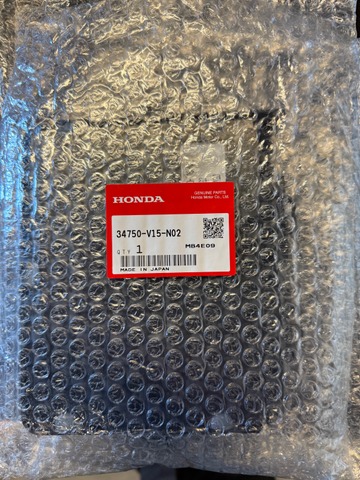 HONDA
GENUINE PARTS
Honda Motor Co., Ltd.
34750-V15-N02
QTY 1
MB4E09
MADE IN JAPAN